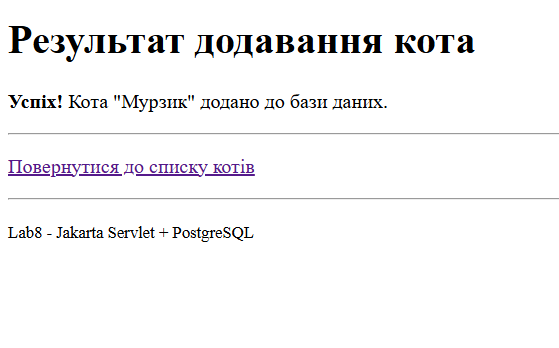 Результат додавання кота
Успіх! Кота "Мурзик" додано до бази даних.
Повернутися до списку котів
Lab8 - Jakarta Servlet + PostgreSQL